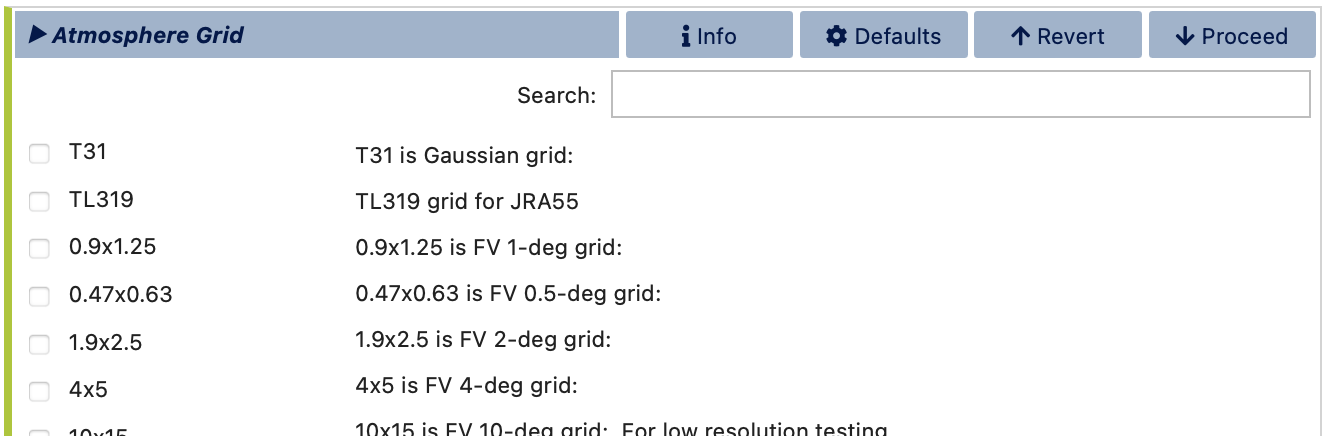 Atmosphere Grid Info Defaults Revert Proceed
Search:
T31 T31 is Gaussian grid:
TL319 TL319 grid for JRA55
0.9x1.25 0.9x1.25 is FV 1-deg grid:
0.47x0.63 0.47x0.63 is FV 0.5-deg grid:
1.9x2.5 1.9x2.5 is FV 2-deg grid:
4x5 4x5 is FV 4-deg grid:
10x15 10x15 is FV 10-deg grid: For low resolution testing